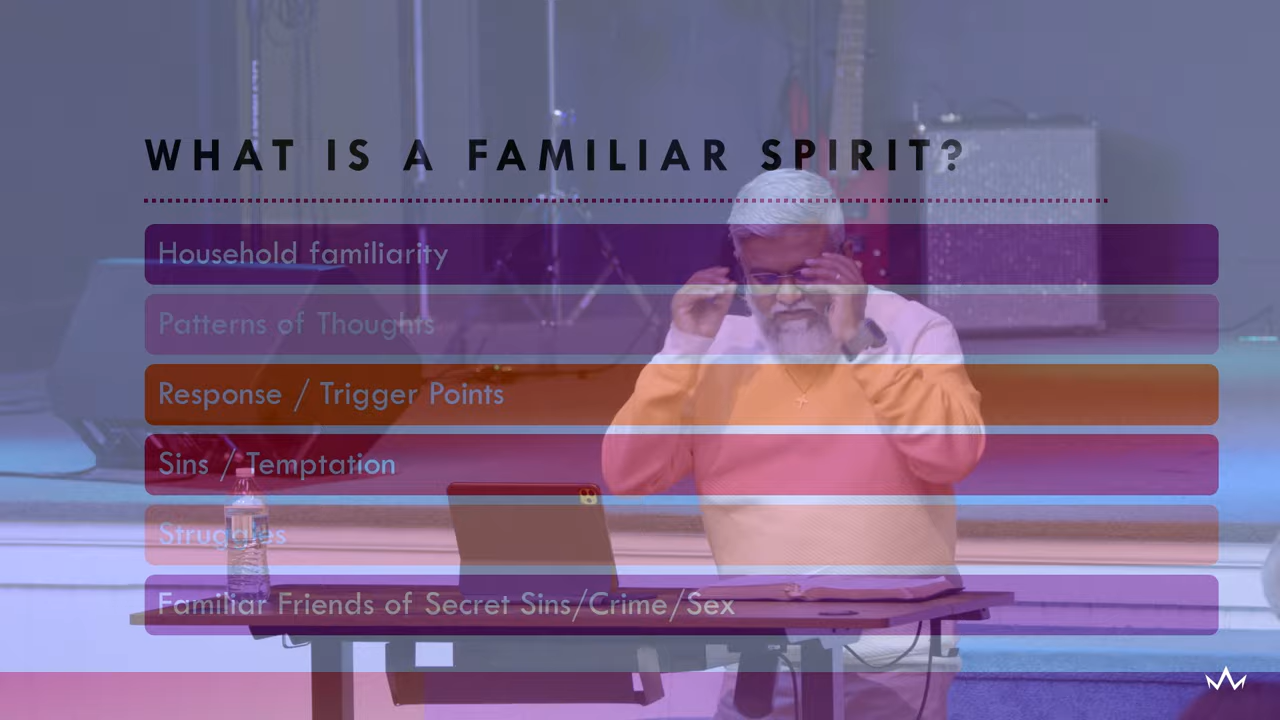 WHAT IS A FAMILIAR SPIRIT?
Household familiarity
Patterns of Thoughts
Response / Trigger Points
Sins / Temptation
Struggles
Familiar Friends of Secret Sins/Crime/Sex